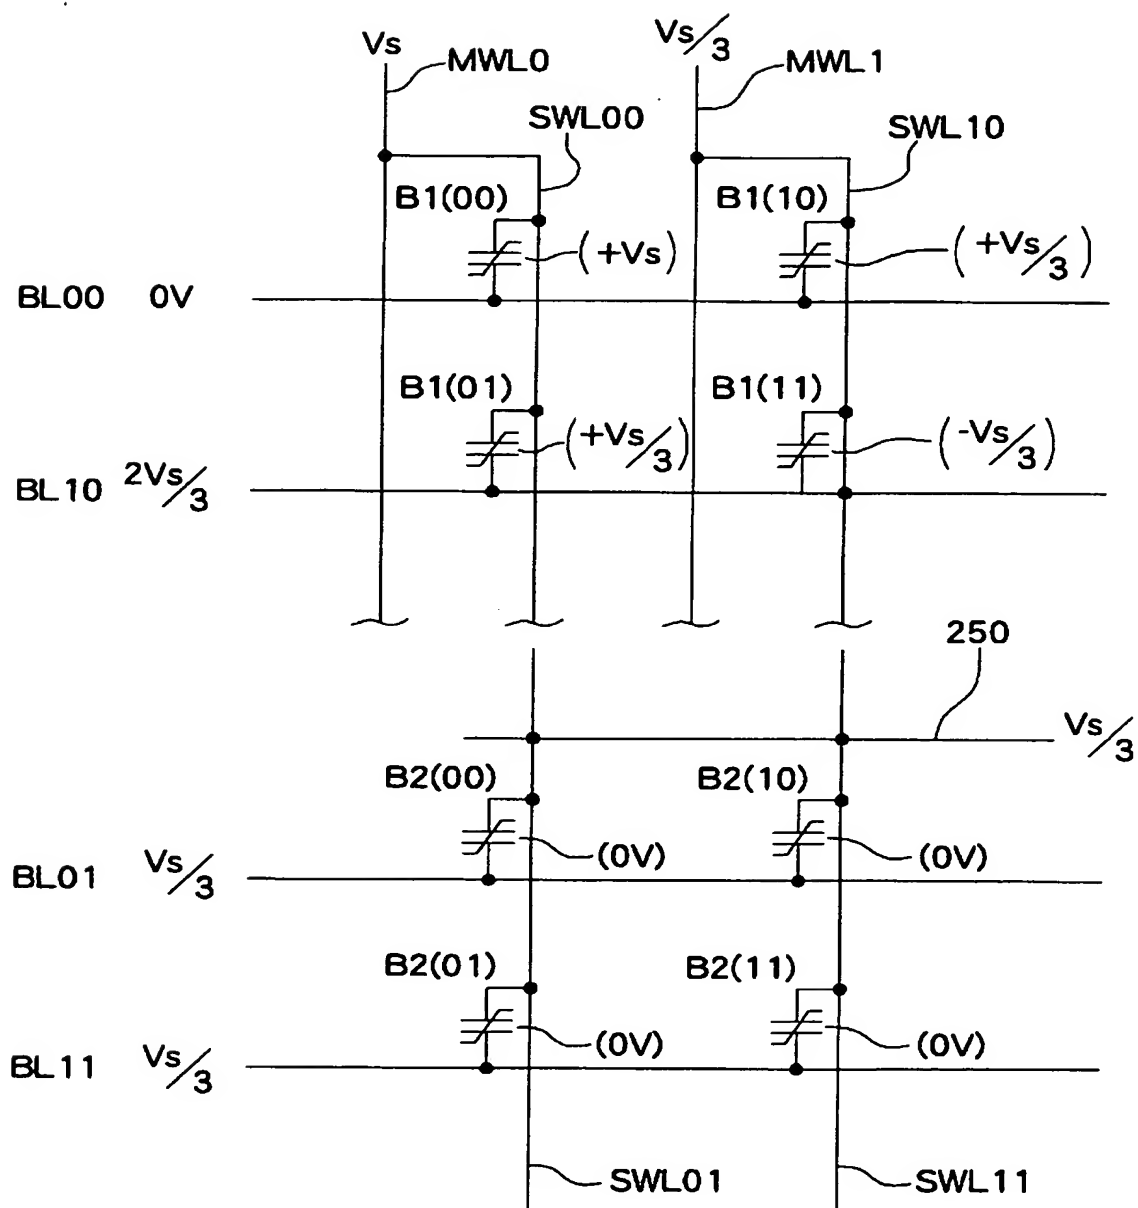 Vs
MWL0
Vs/3
MWL1
SWL00
SWL10
B1(00)
(+Vs)
B1(10)
(+Vs/3)
BL00 0V
B1(01)
(+Vs/3)
B1(11)
(-Vs/3)
BL10 2Vs/3
250
Vs/3
B2(00)
(0V)
B2(10)
(0V)
BL01 Vs/3
B2(01)
(0V)
B2(11)
(0V)
BL11 Vs/3
SWL01
SWL11